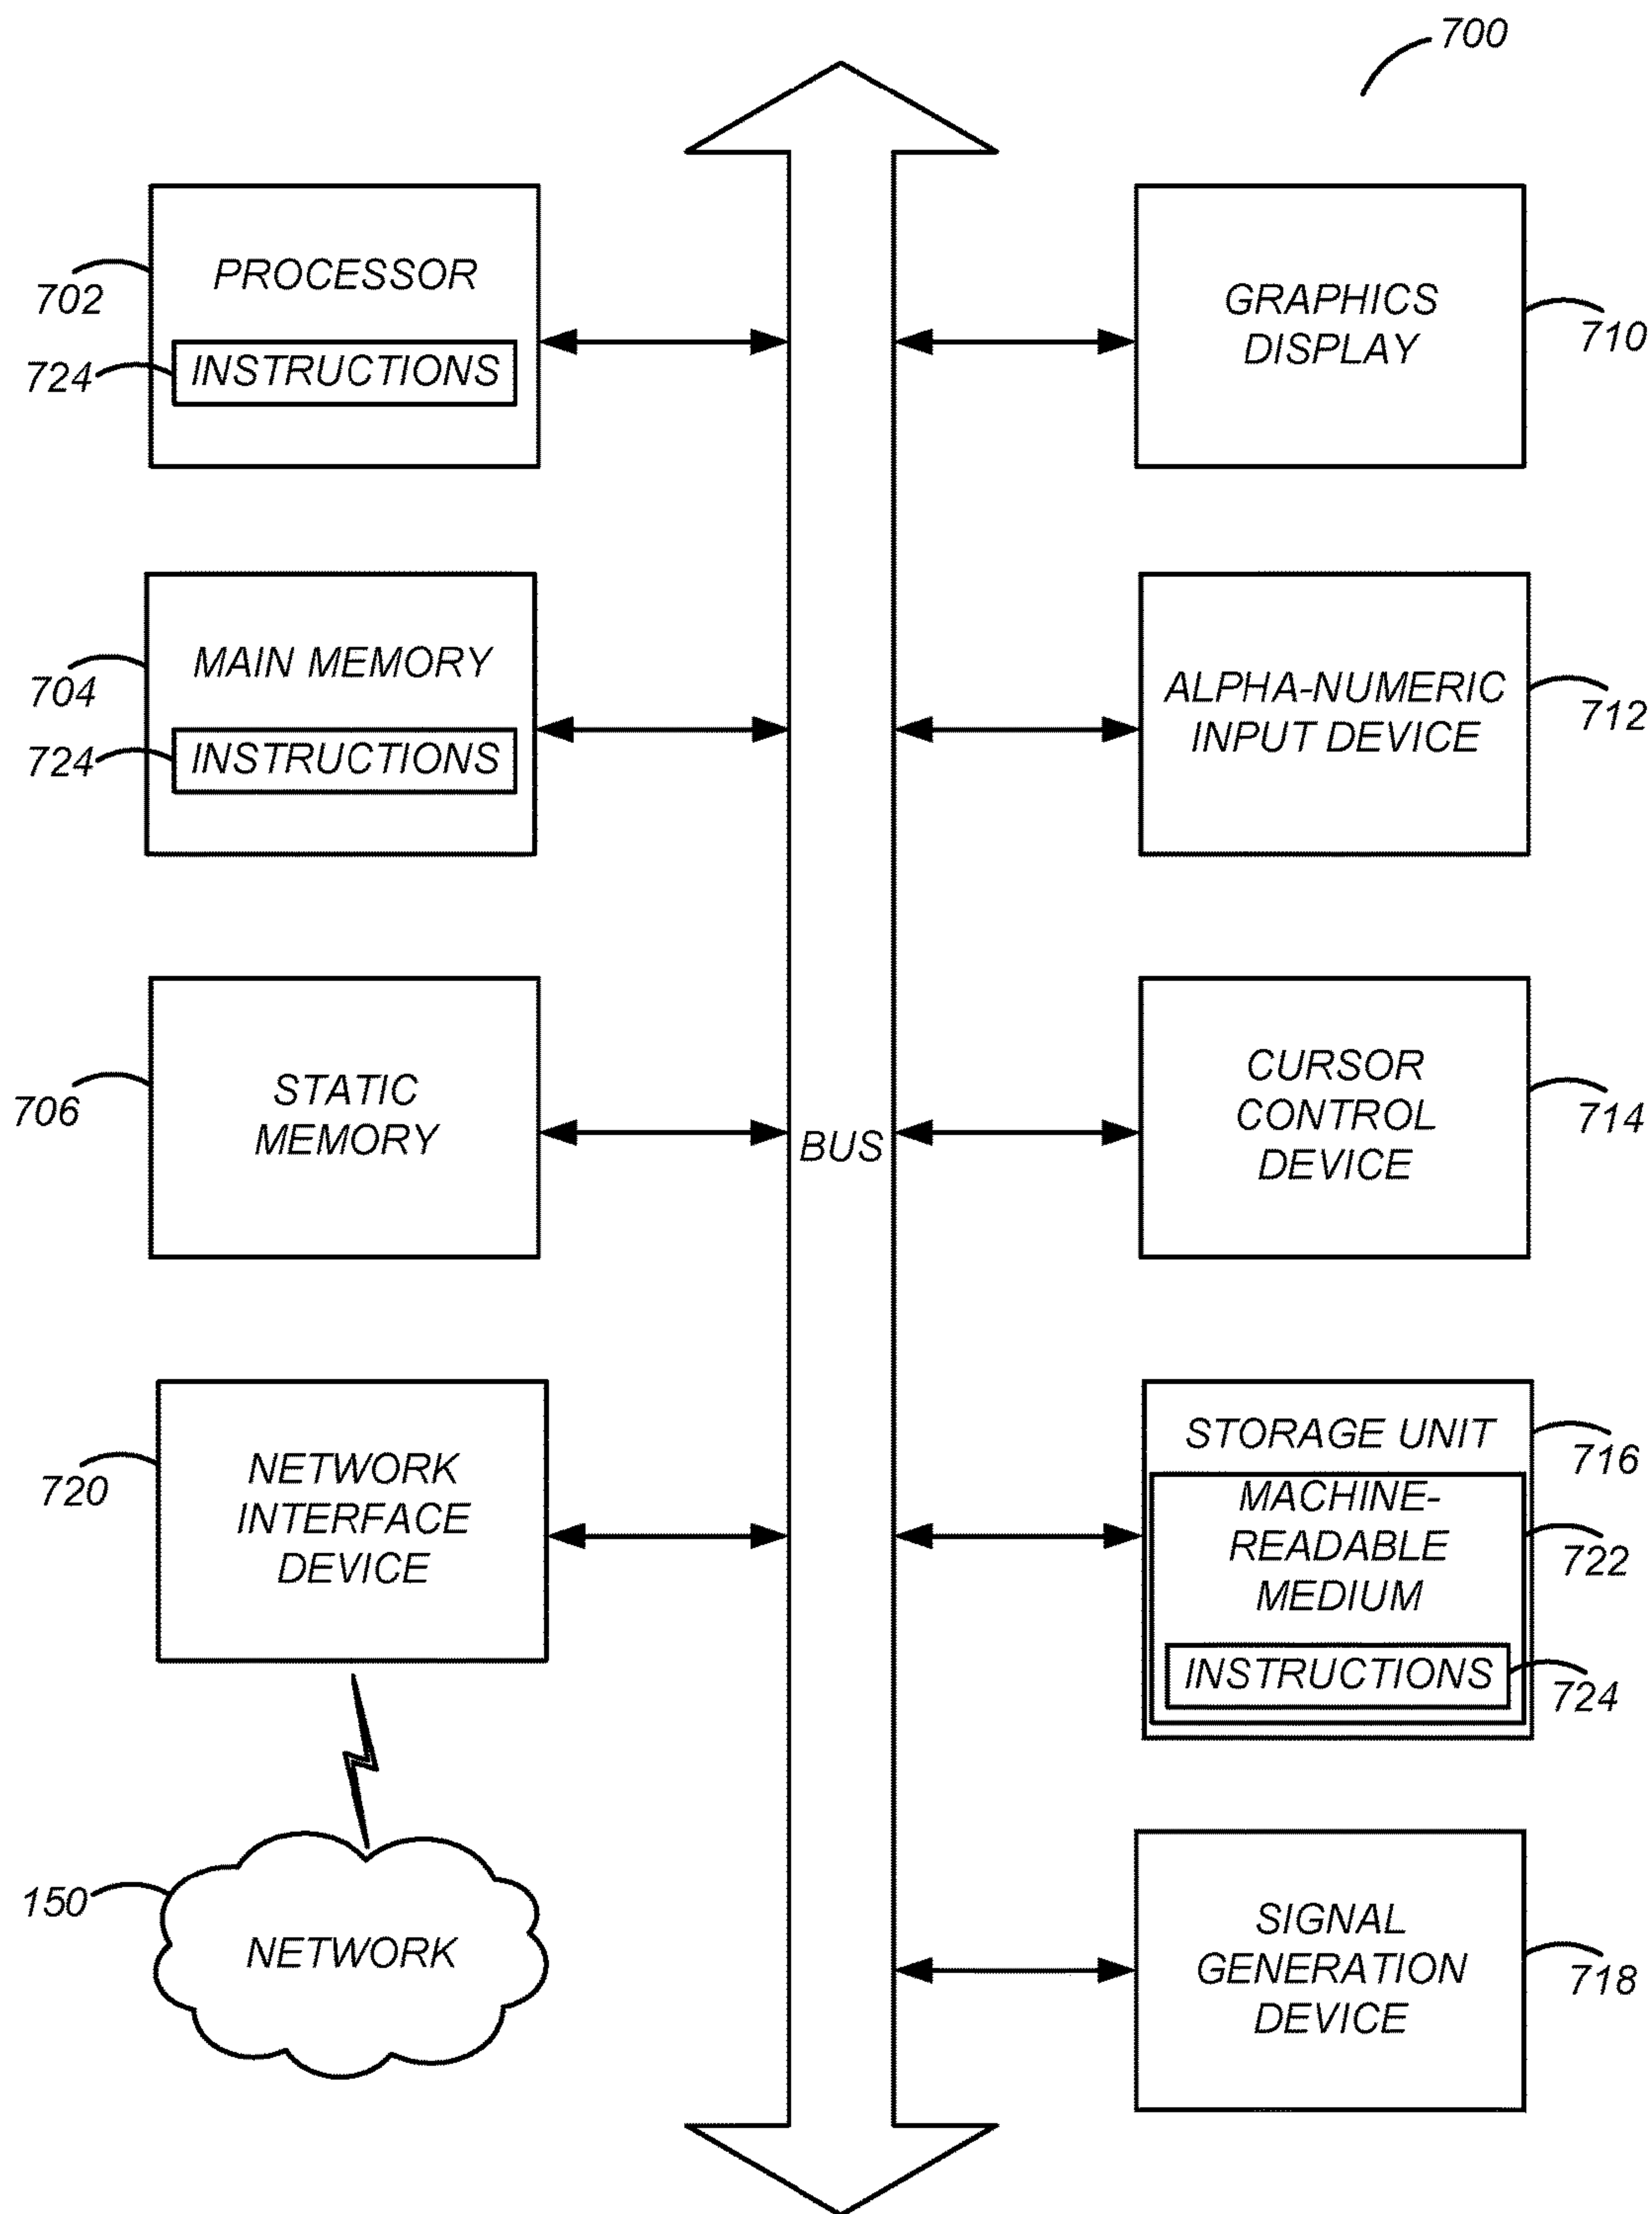 700
PROCESSOR
702
724
INSTRUCTIONS
GRAPHICS
DISPLAY
710
MAIN MEMORY
704
724
INSTRUCTIONS
ALPHA-NUMERIC
INPUT DEVICE
712
STATIC
MEMORY
706
BUS
CURSOR
CONTROL
DEVICE
714
NETWORK
INTERFACE
DEVICE
720
STORAGE UNIT
716
MACHINE-
READABLE
MEDIUM
722
INSTRUCTIONS
724
150
NETWORK
SIGNAL
GENERATION
DEVICE
718